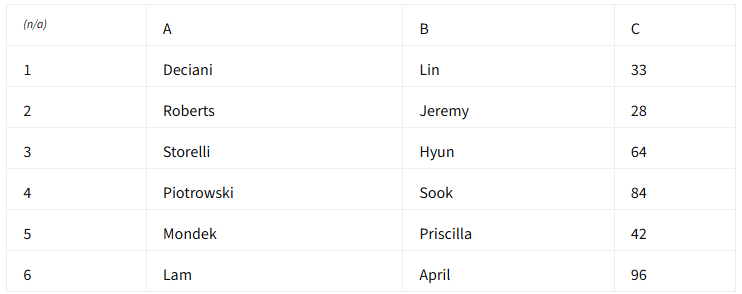 (n/a) A B C
1 Deciani Lin 33
2 Roberts Jeremy 28
3 Storelli Hyun 64
4 Piotrowski Sook 84
5 Mondek Priscilla 42
6 Lam April 96